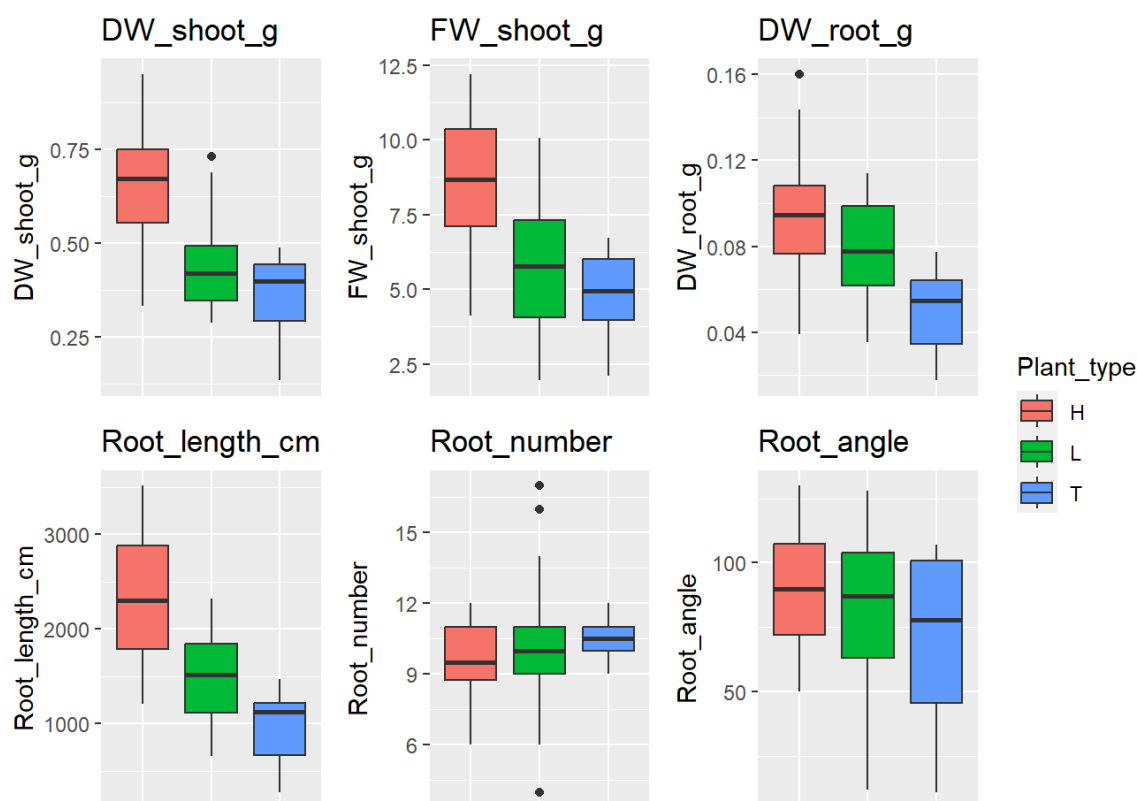 DW_shoot_g
DW_shoot_g
0.75
0.50
0.25
FW_shoot_g
FW_shoot_g
12.5
10.0
7.5
5.0
2.5
DW_root_g
DW_root_g
0.16
0.12
0.08
0.04
Root_length_cm
Root_length_cm
3000
2000
1000
Root_number
Root_number
15
12
9
6
Root_angle
Root_angle
100
50
Plant_type
H
L
T